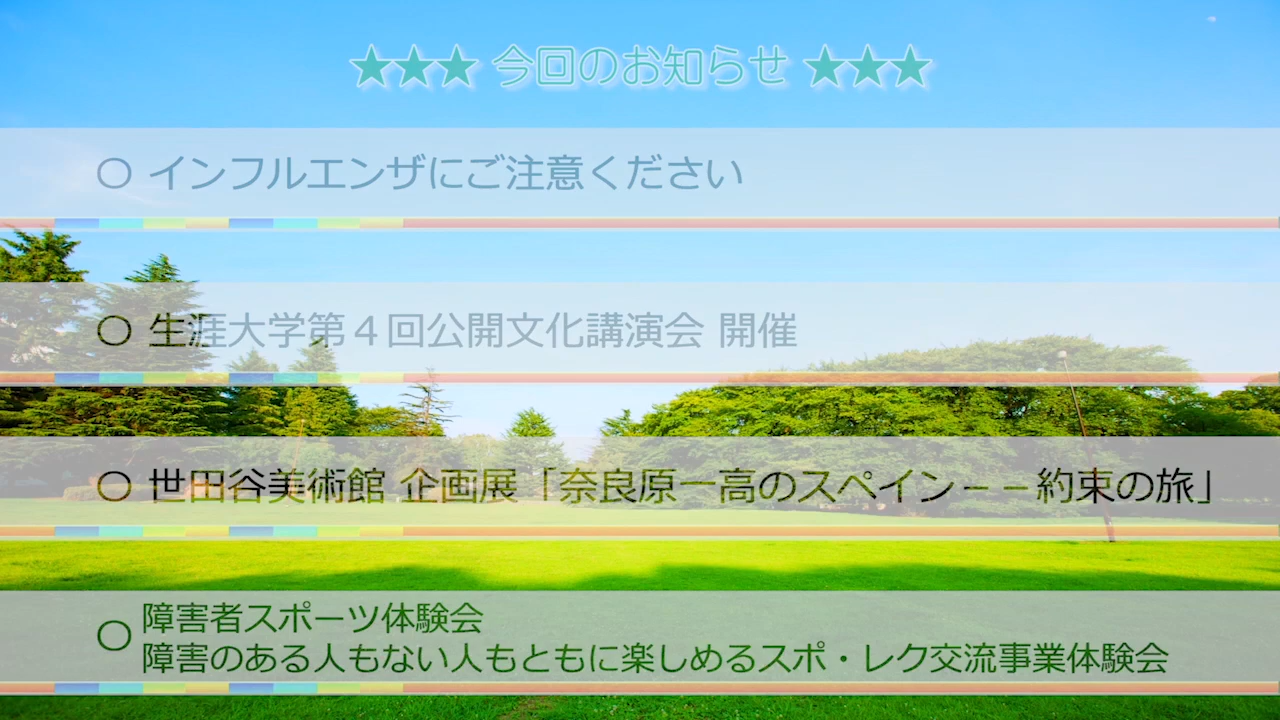 ★★★ 今回のお知らせ ★★★
○ インフルエンザにご注意ください
○ 生涯大学第4回公開文化講演会 開催
○ 世田谷美術館 企画展「奈良原一高のスペイン――約束の旅」
○ 障害者スポーツ体験会
障害のある人もない人もともに楽しめるスポ・レク交流事業体験会